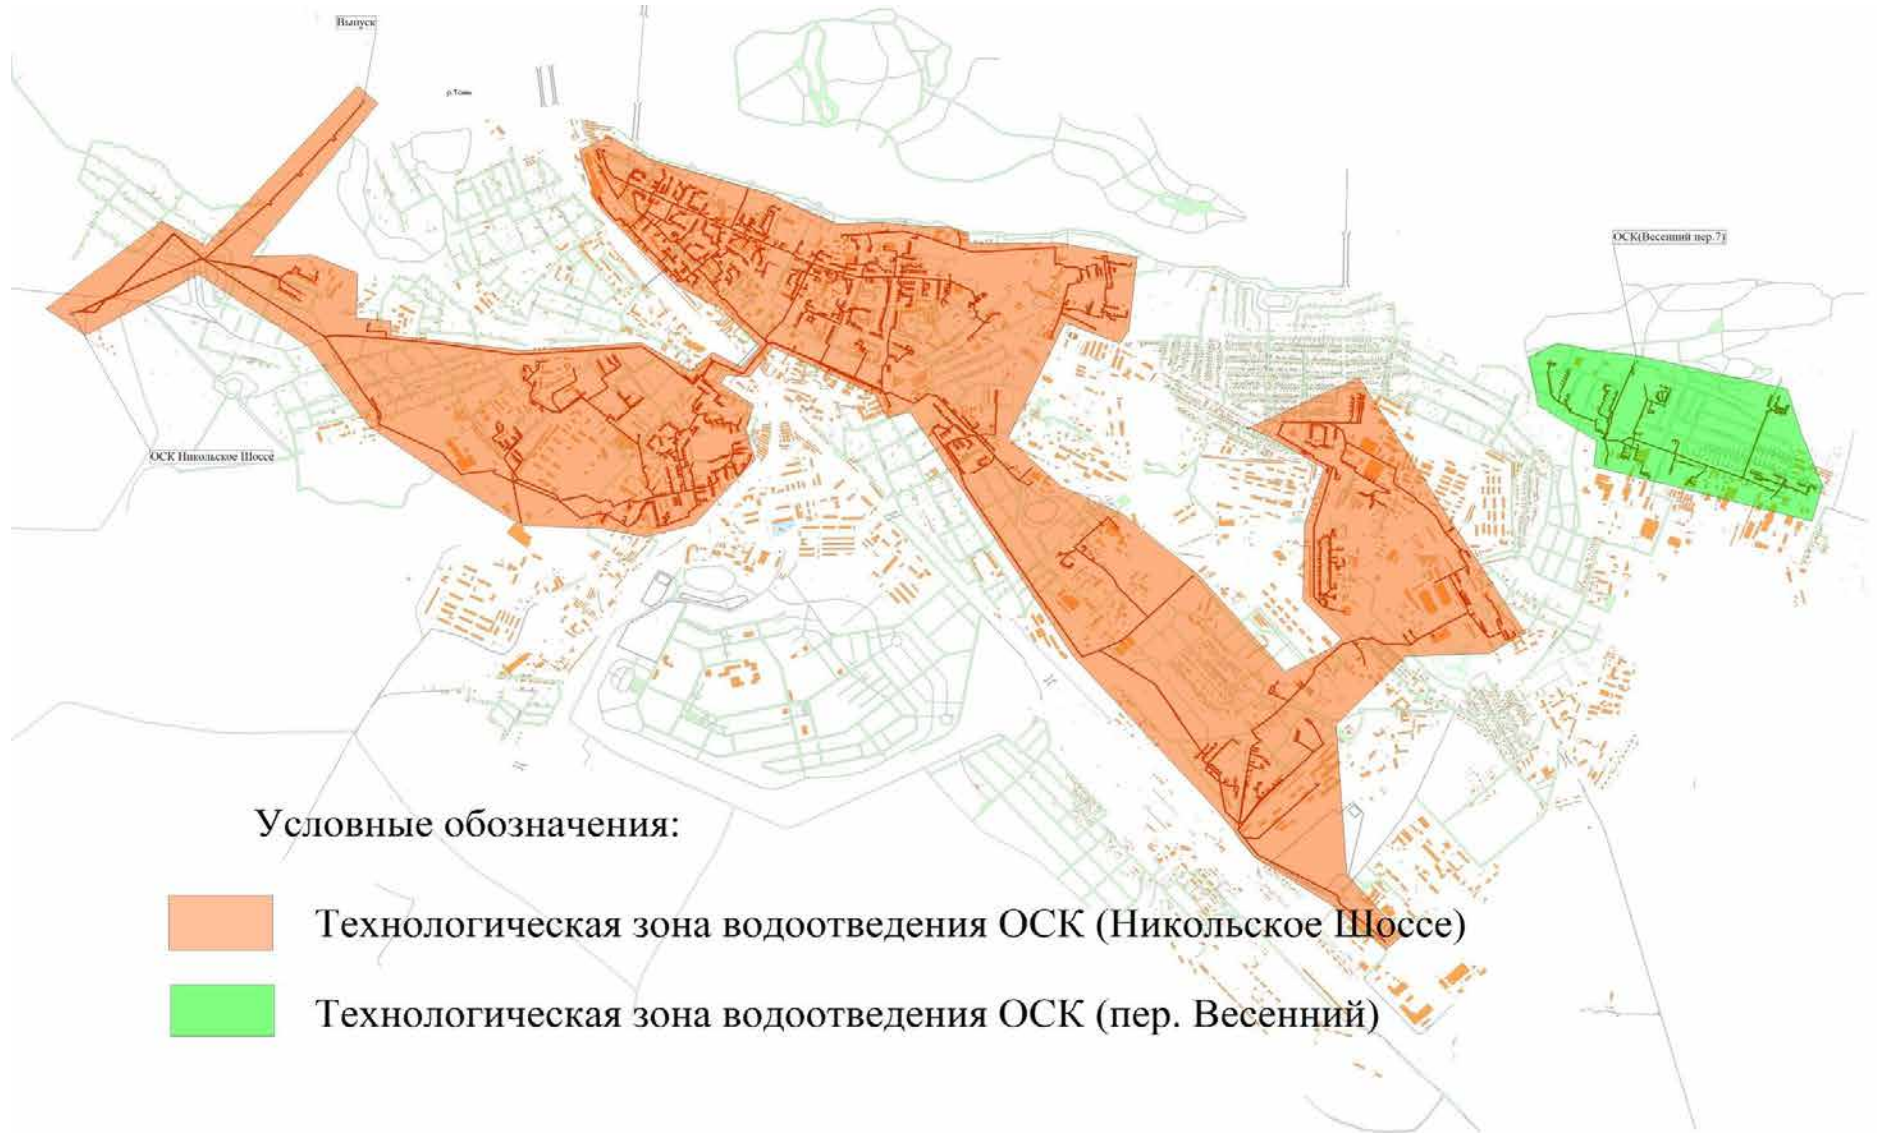 Выпуск
р.Томь
ОСК(Весенний пер.7)
ОСК Никольское Шоссе
Условные обозначения:
Технологическая зона водоотведения ОСК (Никольское Шоссе)
Технологическая зона водоотведения ОСК (пер. Весенний)